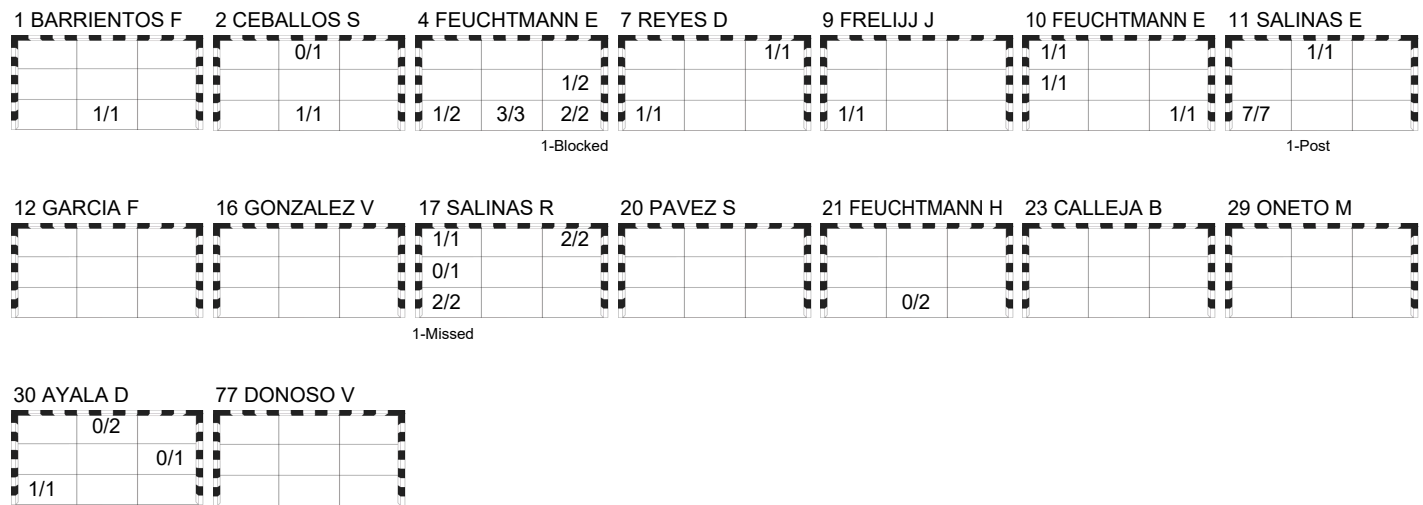 1 BARRIENTOS F 2 CEBALLOS S 4 FEUCHTMANN E 7 REYES D 9 FRELIJJ J 10 FEUCHTMANN E 11 SALINAS E
0/1 1/1 1/1 1/1
1/2 1/1
1/1 1/1 1/2 3/3 2/2 1/1 1/1 1/1 7/7
1-Blocked 1-Post
12 GARCIA F 16 GONZALEZ V 17 SALINAS R 20 PAVEZ S 21 FEUCHTMANN H 23 CALLEJA B 29 ONETO M
1/1 2/2
0/1
2/2 0/2
1-Missed
30 AYALA D 77 DONOSO V
0/2
0/1
1/1